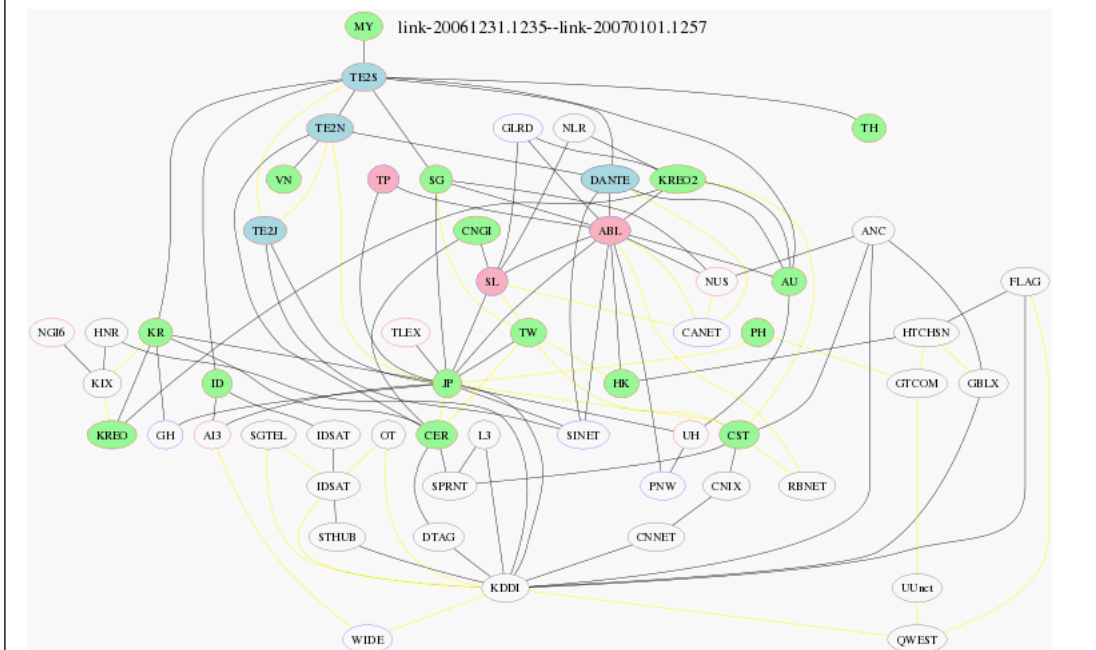 MY link-20061231.1235--link-20070101.1257
TE2S
TE2N GLRD NLR TH
VN TP SG DANTE KREO2
TE2J CNGI ABL ANC
SL NUS AU FLAG
NGI6 HNR KR TLEX TW CANET PH HTCHSN
KIX ID JP HK GTCOM GBLX
KREO GH AI3 SGTEL IDSAT OT CER L3 SINET UH CST
IDSAT SPRNT PNW CNIX RBNET
STHUB DTAG CNNET
KDDI UUnct
WIDE QWEST